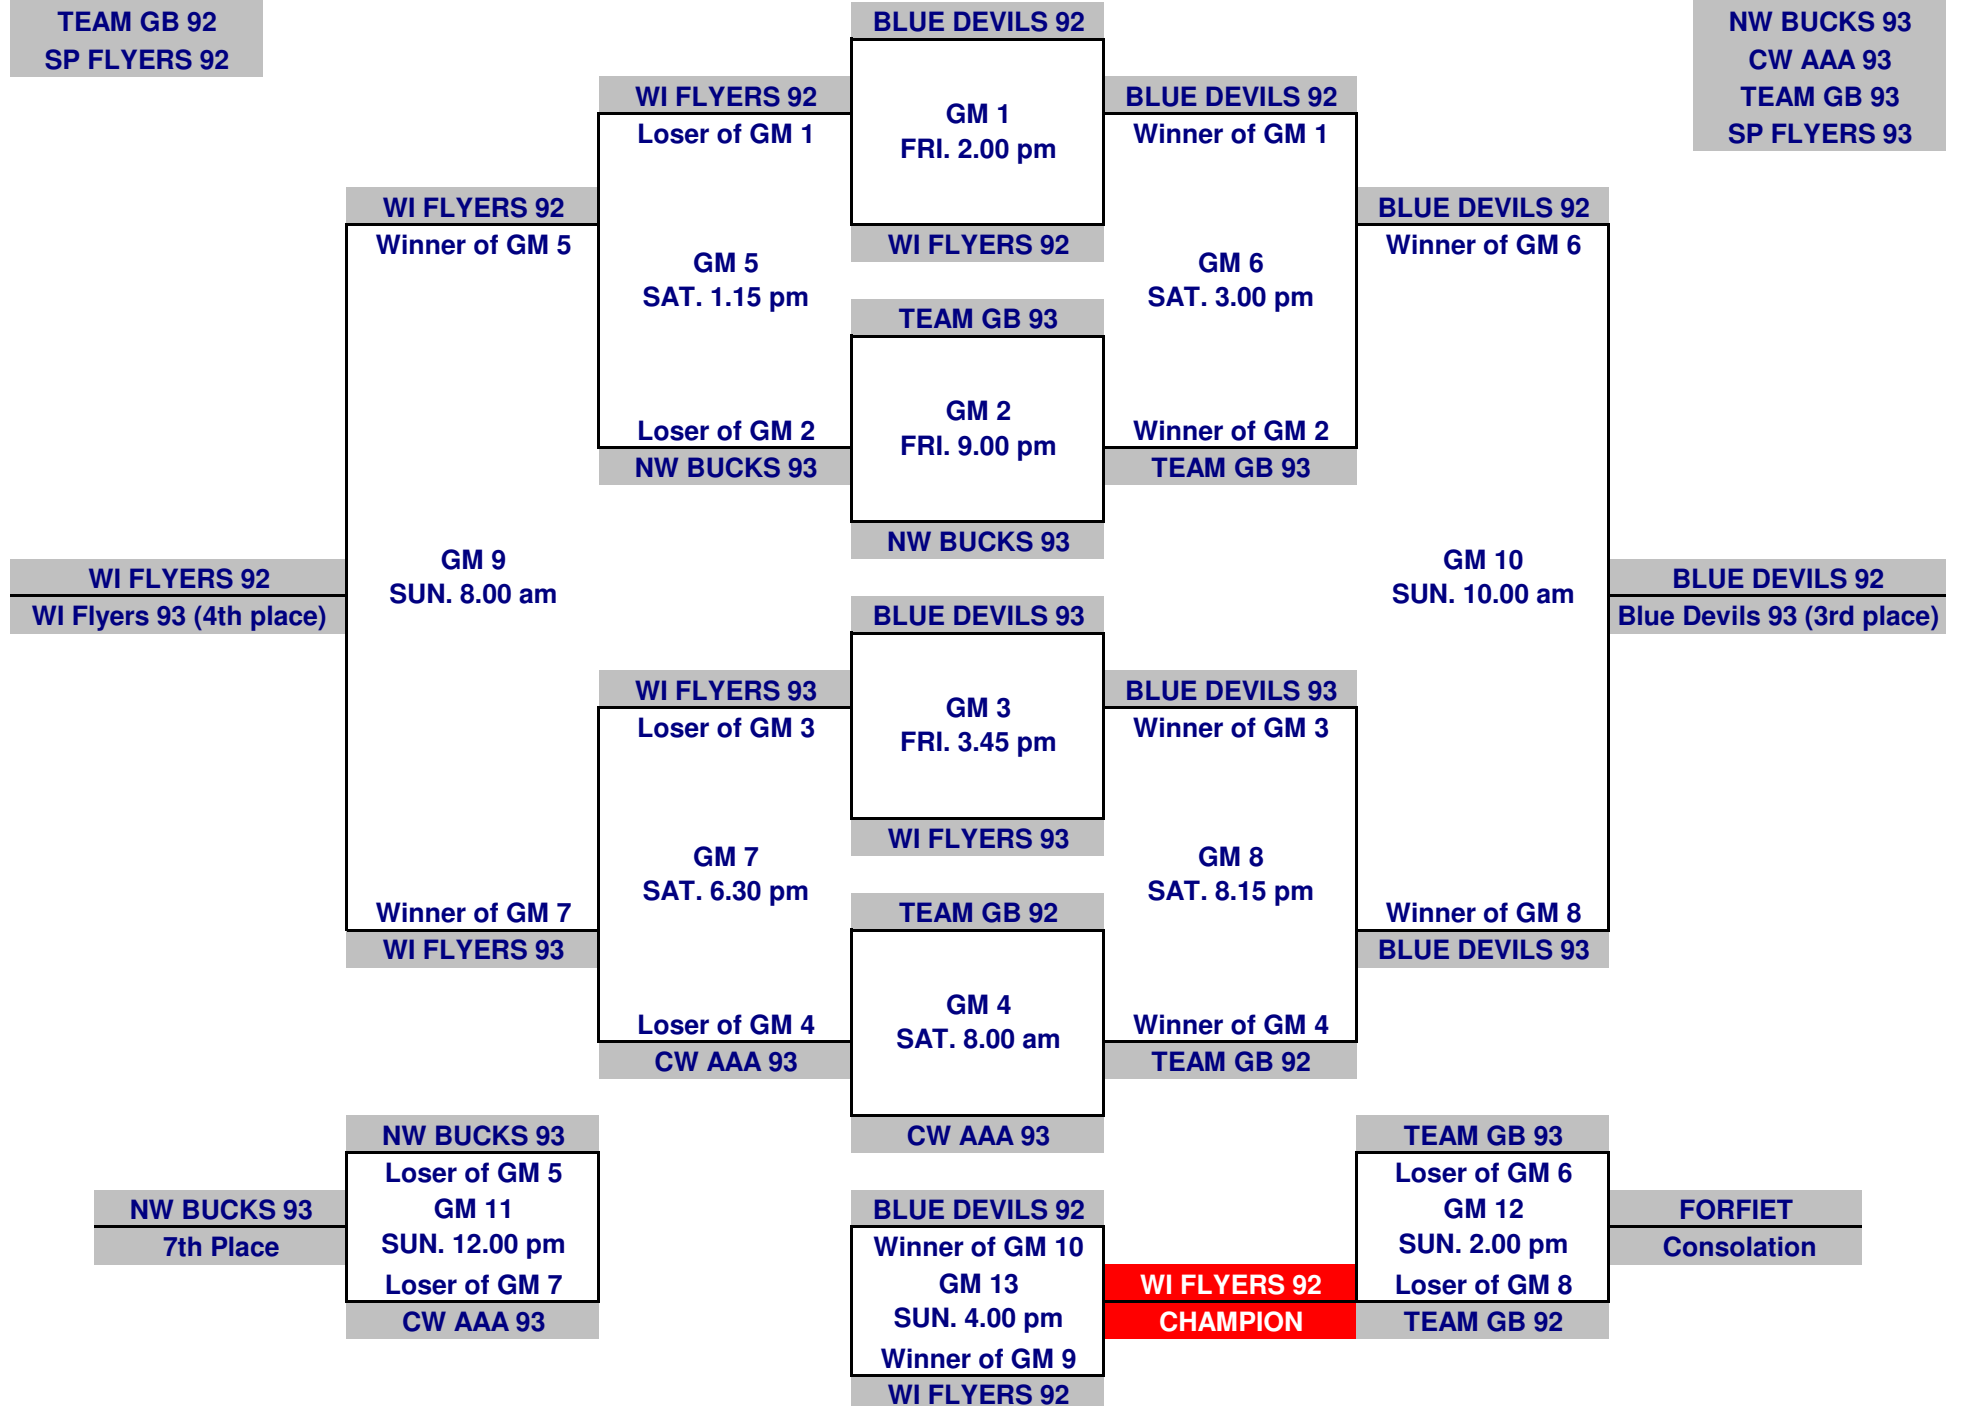 TEAM GB 92
SP FLYERS 92
BLUE DEVILS 92
NW BUCKS 93
CW AAA 93
TEAM GB 93
SP FLYERS 93
WI FLYERS 92
Loser of GM 1
GM 1
FRI. 2.00 pm
BLUE DEVILS 92
Winner of GM 1
WI FLYERS 92
Winner of GM 5
GM 5
SAT. 1.15 pm
WI FLYERS 92
GM 6
SAT. 3.00 pm
BLUE DEVILS 92
Winner of GM 6
TEAM GB 93
Loser of GM 2
NW BUCKS 93
GM 2
FRI. 9.00 pm
Winner of GM 2
TEAM GB 93
NW BUCKS 93
WI FLYERS 92
WI Flyers 93 (4th place)
GM 9
SUN. 8.00 am
GM 10
SUN. 10.00 am
BLUE DEVILS 92
Blue Devils 93 (3rd place)
BLUE DEVILS 93
WI FLYERS 93
Loser of GM 3
GM 3
FRI. 3.45 pm
BLUE DEVILS 93
Winner of GM 3
WI FLYERS 93
GM 7
SAT. 6.30 pm
GM 8
SAT. 8.15 pm
Winner of GM 7
WI FLYERS 93
TEAM GB 92
Winner of GM 8
BLUE DEVILS 93
Loser of GM 4
CW AAA 93
GM 4
SAT. 8.00 am
Winner of GM 4
TEAM GB 92
CW AAA 93
NW BUCKS 93
Loser of GM 5
GM 11
SUN. 12.00 pm
Loser of GM 7
CW AAA 93
NW BUCKS 93
7th Place
BLUE DEVILS 92
Winner of GM 10
GM 13
SUN. 4.00 pm
Winner of GM 9
WI FLYERS 92
WI FLYERS 92
CHAMPION
TEAM GB 93
Loser of GM 6
GM 12
SUN. 2.00 pm
Loser of GM 8
TEAM GB 92
FORFIET
Consolation